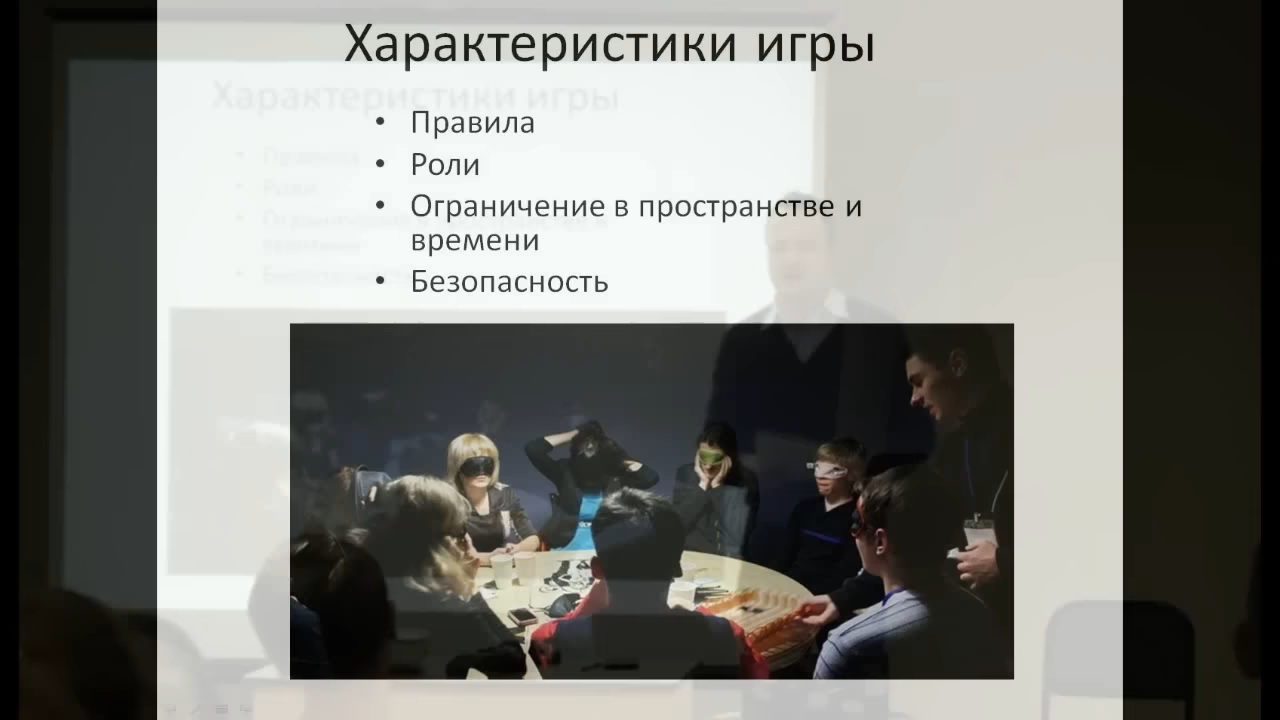 Характеристики игры
• Правила
• Роли
• Ограничение в пространстве и
времени
• Безопасность